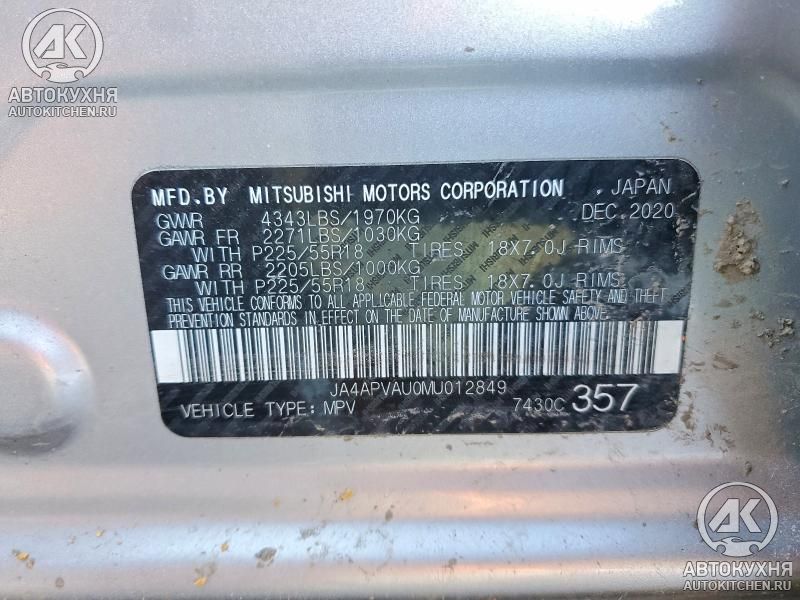 AK
АВТОКУХНЯ
AUTOKITCHEN.RU
MFD.BY MITSUBISHI MOTORS CORPORATION , JAPAN
GVWR 4343LBS/1970KG DEC.2020
GAWR FR 2271LBS/1030KG
WITH P225/55R18 TIRES, 18X7.0J RIMS
GAWR RR 2205LBS/1000KG
WITH P225/55R18 TIRES, 18X7.0J RIMS
THIS VEHICLE CONFORMS TO ALL APPLICABLE FEDERAL MOTOR VEHICLE SAFETY AND THEFT
PREVENTION STANDARDS IN EFFECT ON THE DATE OF MANUFACTURE SHOWN ABOVE.
JA4APVAU0MU012849
VEHICLE TYPE: MPV 7430C 357
AK
АВТОКУХНЯ
AUTOKITCHEN.RU